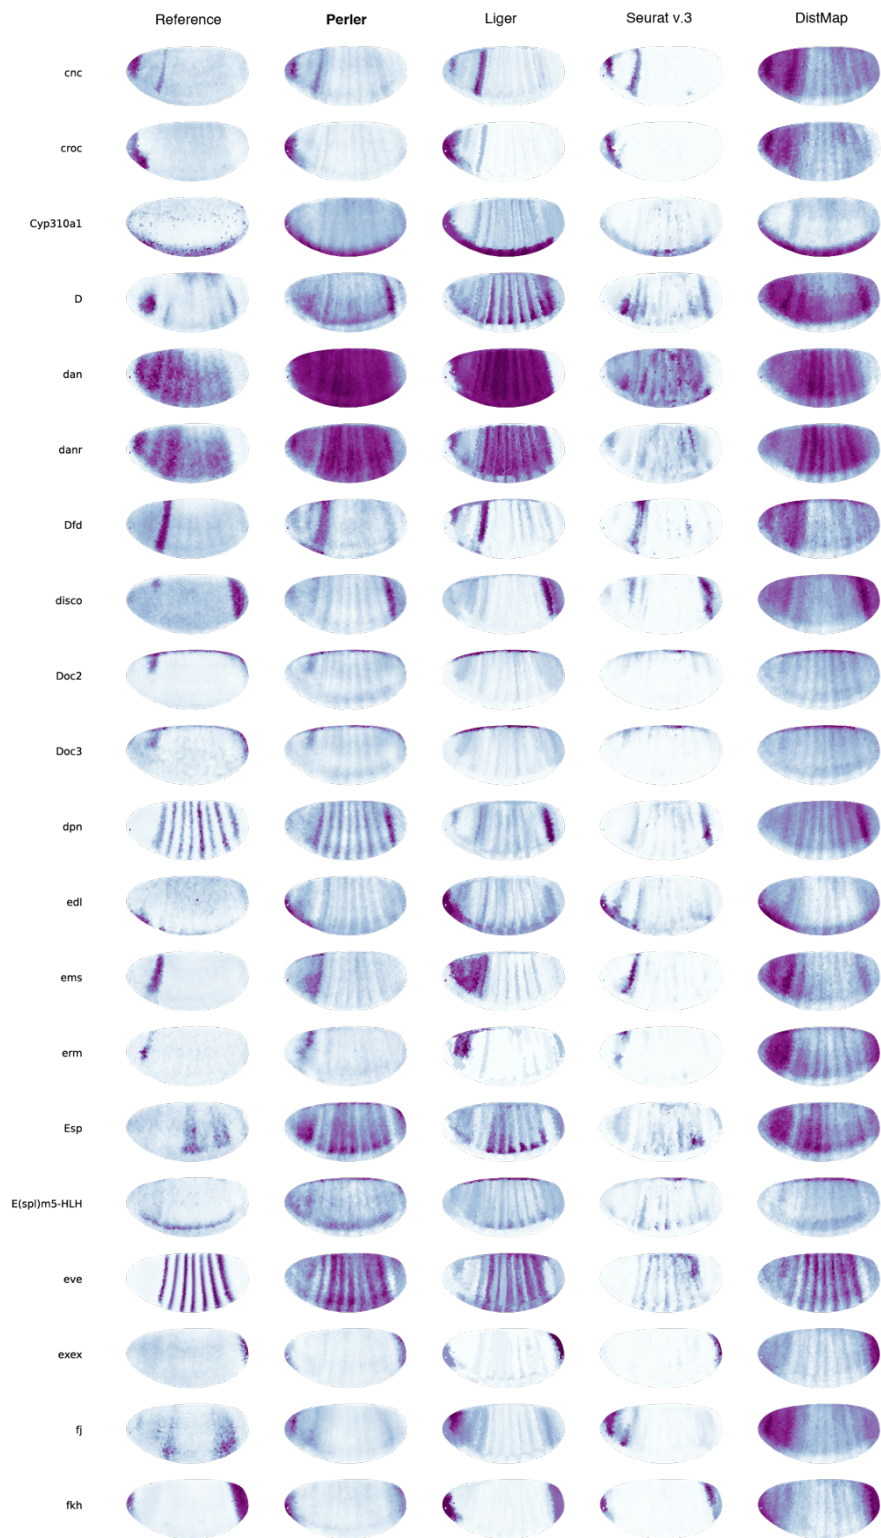 Reference Perler Liger Seurat v.3 DistMap
cnc
croc
Cyp310a1
D
dan
danr
Dfd
disco
Doc2
Doc3
dpn
edl
ems
erm
Esp
E(spl)m5-HLH
eve
exex
fj
fkh